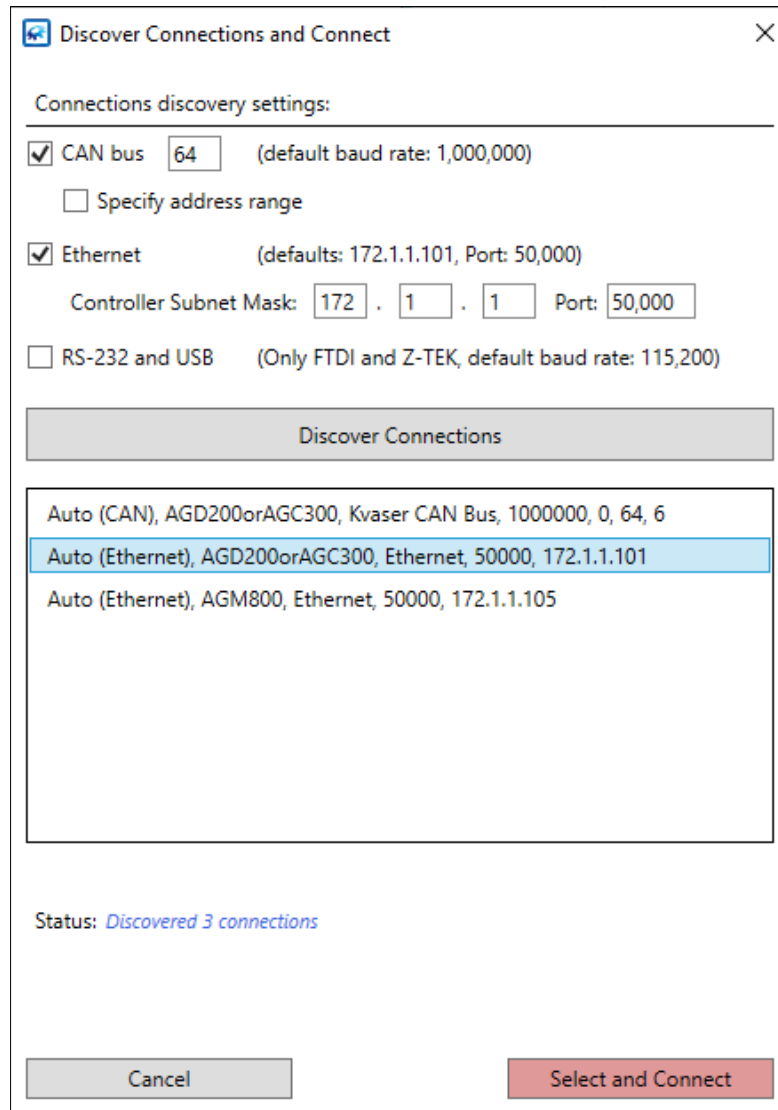 Discover Connections and Connect
Connections discovery settings:
CAN bus 64 (default baud rate: 1,000,000)
Specify address range
Ethernet (defaults: 172.1.1.101, Port: 50,000)
Controller Subnet Mask: 172 . 1 . 1 Port: 50,000
RS-232 and USB (Only FTDI and Z-TEK, default baud rate: 115,200)
Discover Connections
Auto (CAN), AGD200orAGC300, Kvaser CAN Bus, 1000000, 0, 64, 6
Auto (Ethernet), AGD200orAGC300, Ethernet, 50000, 172.1.1.101
Auto (Ethernet), AGM800, Ethernet, 50000, 172.1.1.105
Status: Discovered 3 connections
Cancel Select and Connect